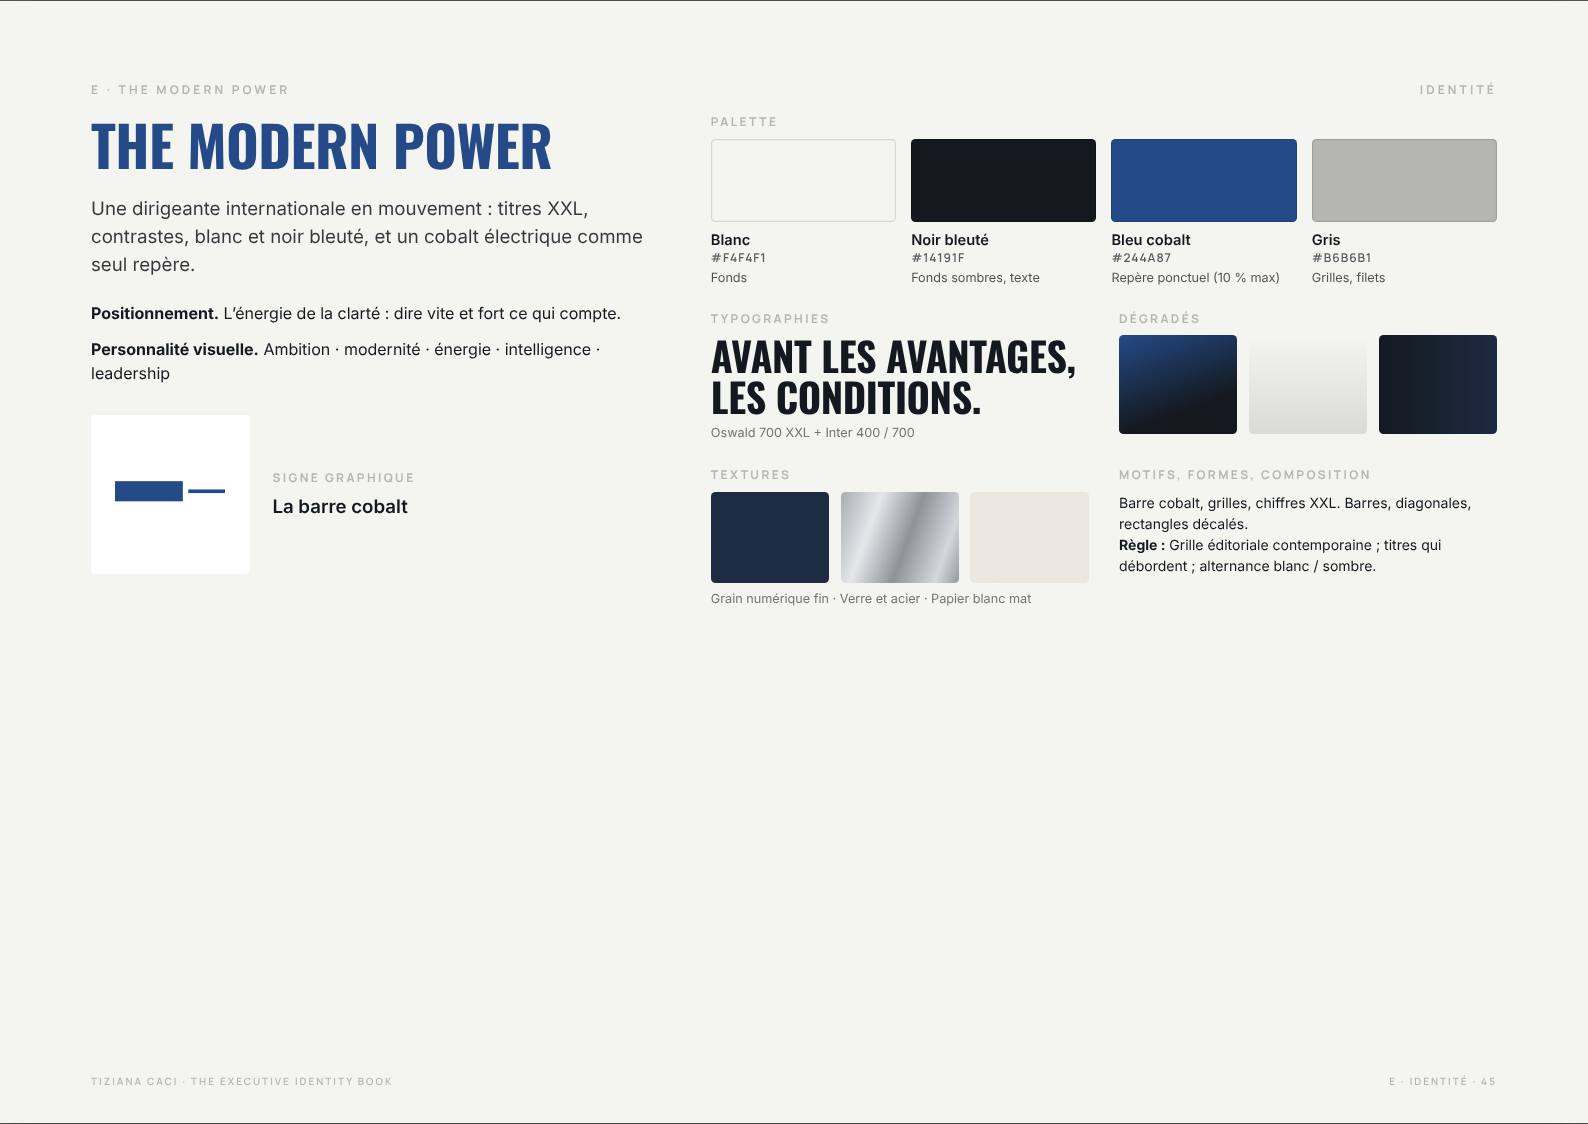 E · THE MODERN POWER
IDENTITÉ
THE MODERN POWER
Une dirigeante internationale en mouvement : titres XXL,
contrastes, blanc et noir bleuté, et un cobalt électrique comme
seul repère.
Positionnement. L’énergie de la clarté : dire vite et fort ce qui compte.
Personnalité visuelle. Ambition · modernité · énergie · intelligence ·
leadership
SIGNE GRAPHIQUE
La barre cobalt
PALETTE
Blanc
#F4F4F1
Fonds
Noir bleuté
#14191F
Fonds sombres, texte
Bleu cobalt
#244A87
Repère ponctuel (10 % max)
Gris
#B6B6B1
Grilles, filets
TYPOGRAPHIES
AVANT LES AVANTAGES,
LES CONDITIONS.
Oswald 700 XXL + Inter 400 / 700
DÉGRADÉS
TEXTURES
Grain numérique fin · Verre et acier · Papier blanc mat
MOTIFS, FORMES, COMPOSITION
Barre cobalt, grilles, chiffres XXL. Barres, diagonales,
rectangles décalés.
Règle : Grille éditoriale contemporaine ; titres qui
débordent ; alternance blanc / sombre.
TIZIANA CACI · THE EXECUTIVE IDENTITY BOOK
E · IDENTITÉ · 45